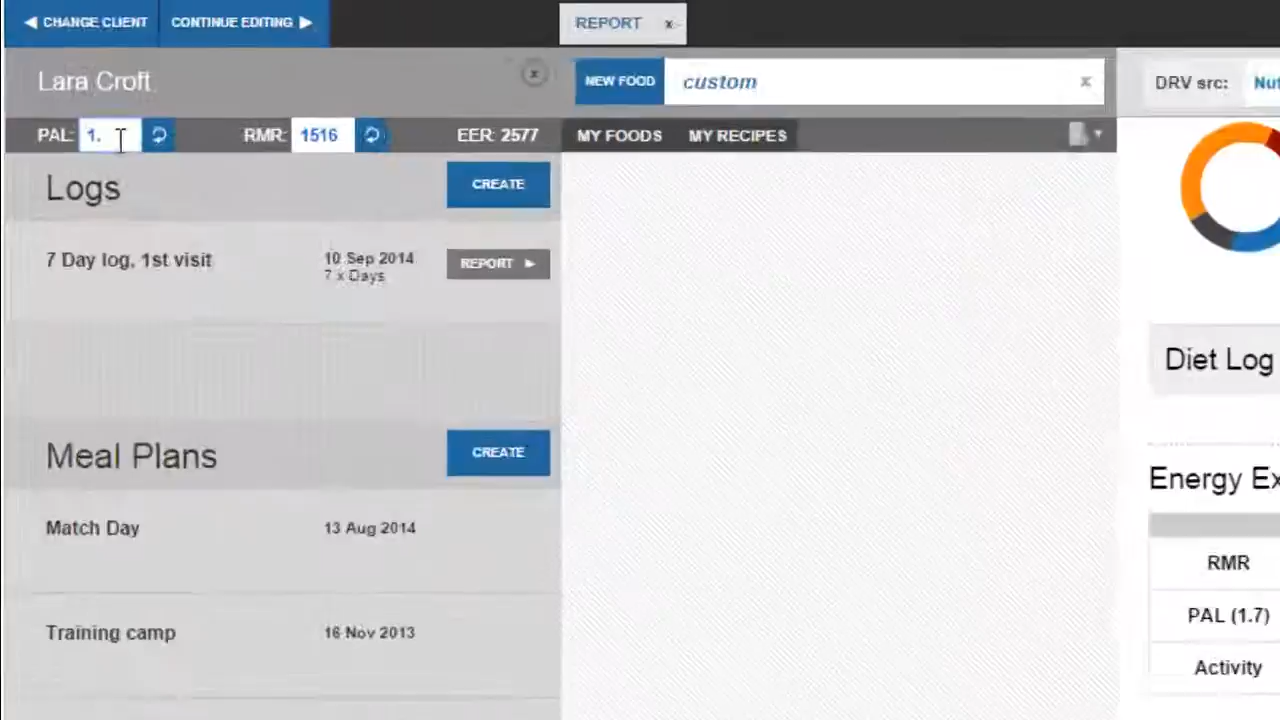 ◀ CHANGE CLIENT
CONTINUE EDITING ▶
REPORT x
Lara Croft
x
NEW FOOD
custom
x
DRV src:
PAL: 1.
RMR: 1516
EER: 2577
MY FOODS
MY RECIPES
Logs
CREATE
7 Day log, 1st visit
10 Sep 2014
7 x Days
REPORT ▶
Diet Log
Meal Plans
CREATE
Energy
Match Day
13 Aug 2014
RMR
PAL (1.7)
Training camp
16 Nov 2013
Activity